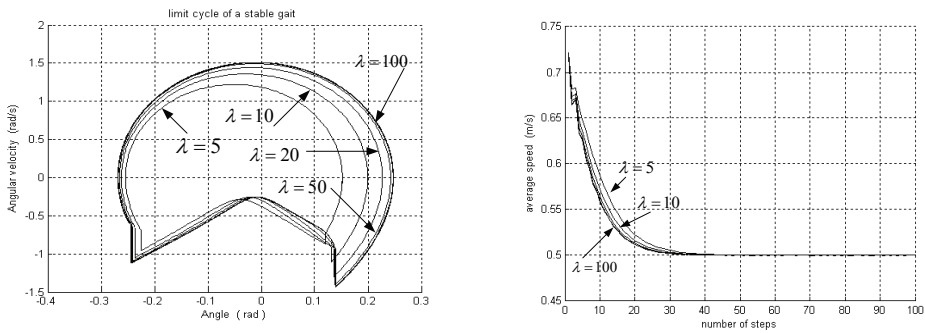 limit cycle of a stable gait
2
1.5
1
0.5
0
-0.5
-1
-1.5
-0.4
-0.3
-0.2
-0.1
0
0.1
0.2
0.3
0.4
Angle ( rad )
Angular velocity (rad/s)
λ = 100
λ = 10
λ = 5
λ = 20
λ = 50
0.75
0.7
0.65
0.6
0.55
0.5
0.45
0
10
20
30
40
50
60
70
80
90
100
number of steps
average speed (m/s)
λ = 5
λ = 10
λ = 100